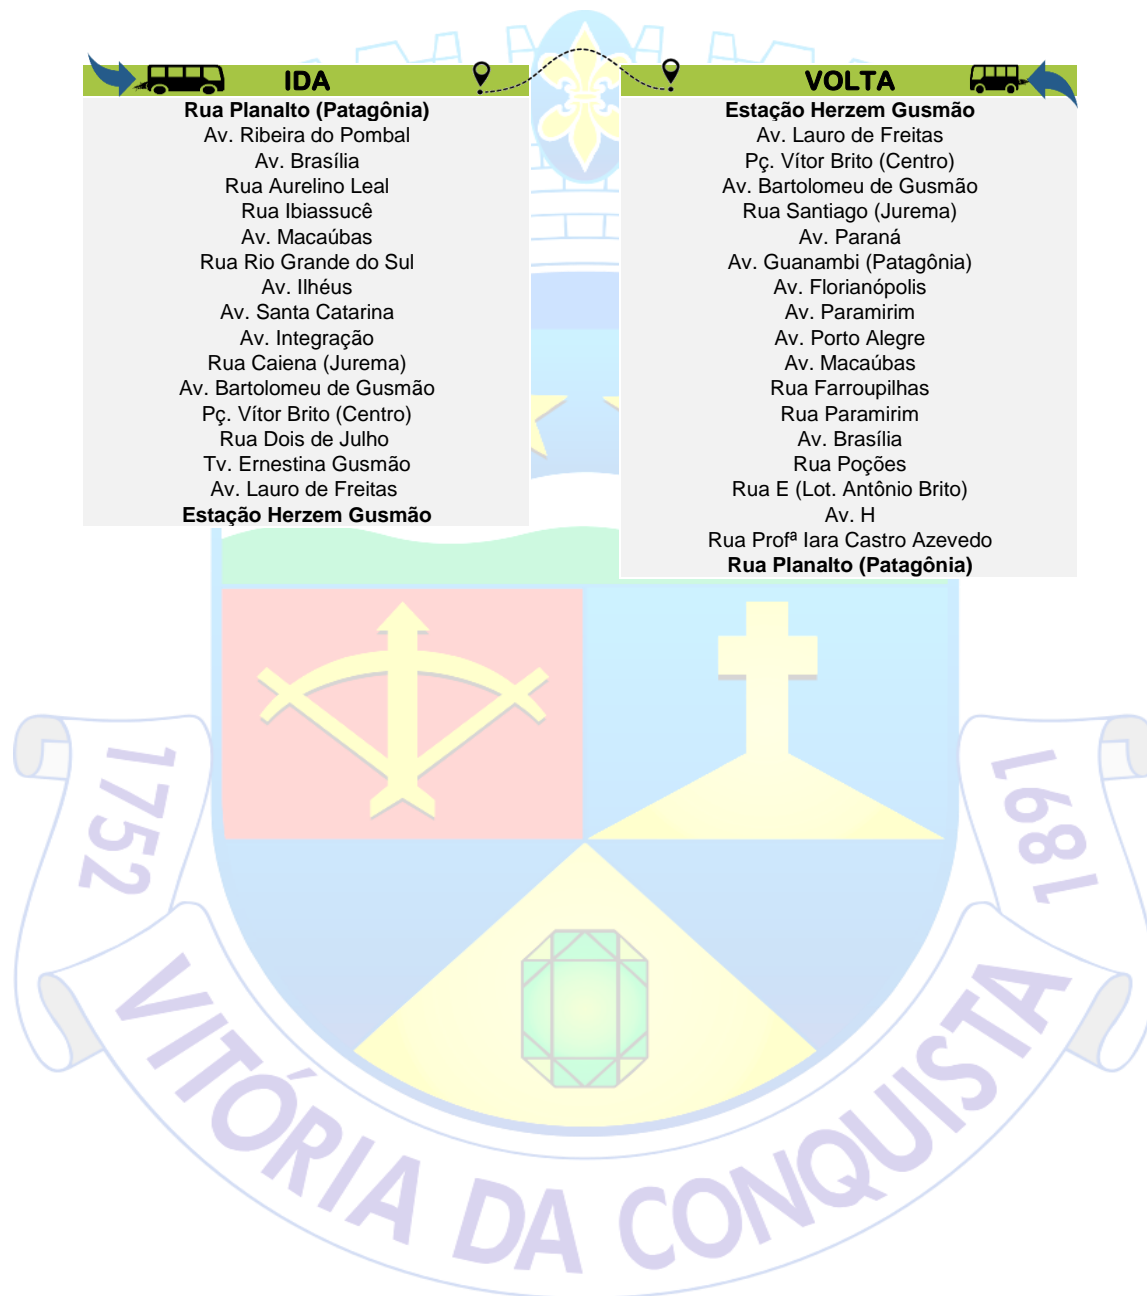 IDA
Rua Planalto (Patagônia)
Av. Ribeira do Pombal
Av. Brasília
Rua Aurelino Leal
Rua Ibiassucê
Av. Macaúbas
Rua Rio Grande do Sul
Av. Ilhéus
Av. Santa Catarina
Av. Integração
Rua Caiena (Jurema)
Av. Bartolomeu de Gusmão
Pç. Vítor Brito (Centro)
Rua Dois de Julho
Tv. Ernestina Gusmão
Av. Lauro de Freitas
Estação Herzem Gusmão
VOLTA
Estação Herzem Gusmão
Av. Lauro de Freitas
Pç. Vítor Brito (Centro)
Av. Bartolomeu de Gusmão
Rua Santiago (Jurema)
Av. Paraná
Av. Guanambi (Patagônia)
Av. Florianópolis
Av. Paramirim
Av. Porto Alegre
Av. Macaúbas
Rua Farroupilhas
Rua Paramirim
Av. Brasília
Rua Poções
Rua E (Lot. Antônio Brito)
Av. H
Rua Profª Iara Castro Azevedo
Rua Planalto (Patagônia)
1752
1891
VITÓRIA DA CONQUISTA